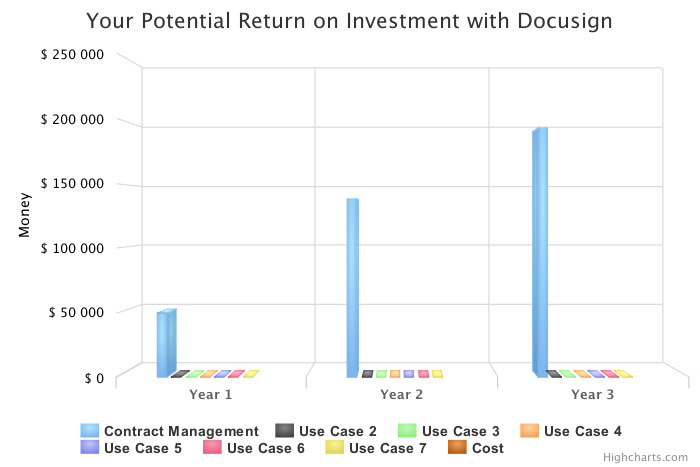 Your Potential Return on Investment with Docusign
$ 250 000
$ 200 000
$ 150 000
$ 100 000
$ 50 000
$ 0
Money
Year 1 Year 2 Year 3
Contract Management Use Case 2 Use Case 3 Use Case 4
Use Case 5 Use Case 6 Use Case 7 Cost
Highcharts.com